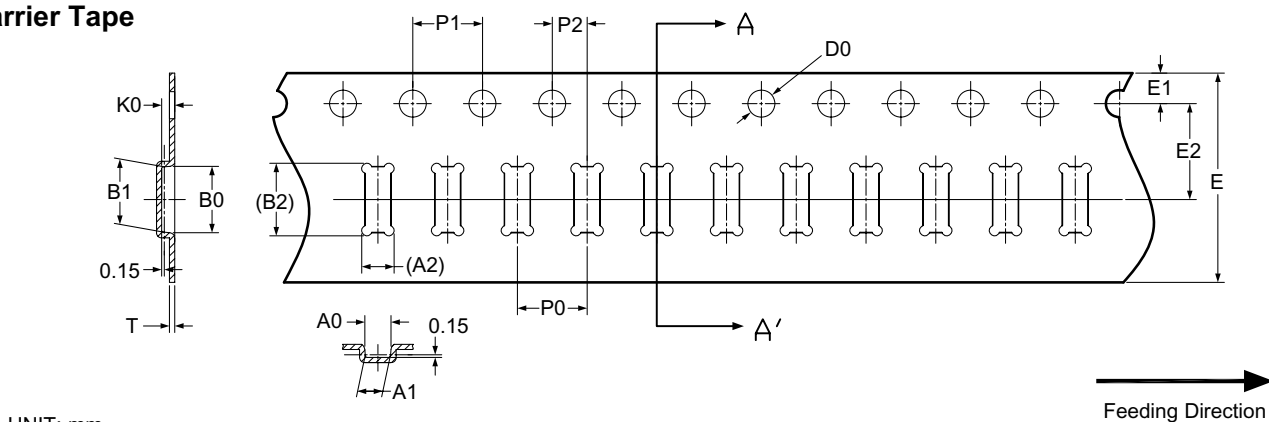 rrier Tape
P1
P2
A
D0
E1
K0
E2
B1
B0
(B2)
E
0.15
(A2)
P0
T
A0
0.15
A'
A1
Feeding Direction
UNIT: mm